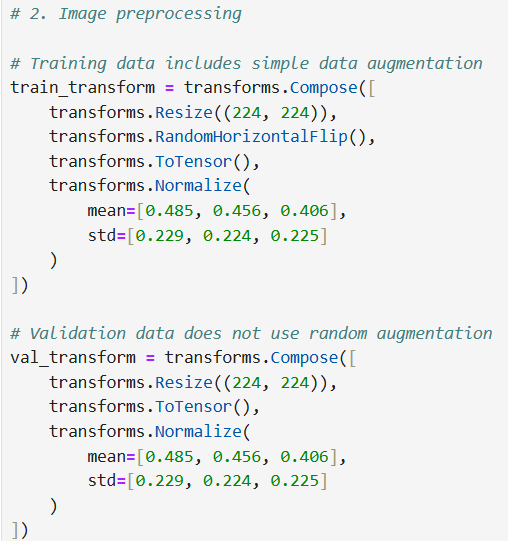 # 2. Image preprocessing
# Training data includes simple data augmentation
train_transform = transforms.Compose([
    transforms.Resize((224, 224)),
    transforms.RandomHorizontalFlip(),
    transforms.ToTensor(),
    transforms.Normalize(
        mean=[0.485, 0.456, 0.406],
        std=[0.229, 0.224, 0.225]
    )
])
# Validation data does not use random augmentation
val_transform = transforms.Compose([
    transforms.Resize((224, 224)),
    transforms.ToTensor(),
    transforms.Normalize(
        mean=[0.485, 0.456, 0.406],
        std=[0.229, 0.224, 0.225]
    )
])